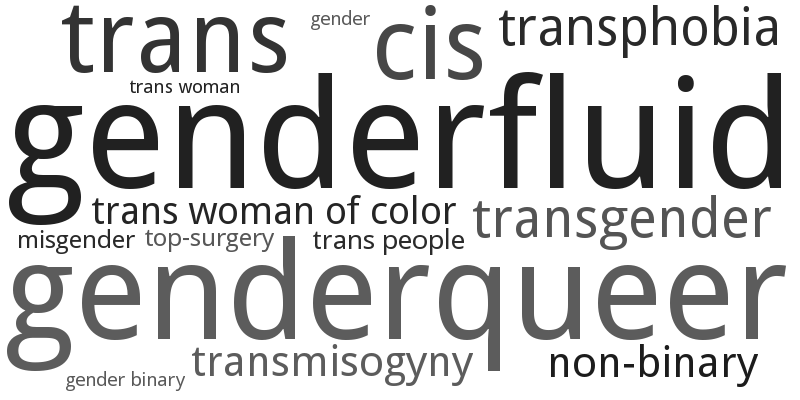 trans gender cis transphobia
trans woman
genderfluid
trans woman of color transgender
misgender top-surgery trans people
genderqueer
transmisogyny non-binary
gender binary